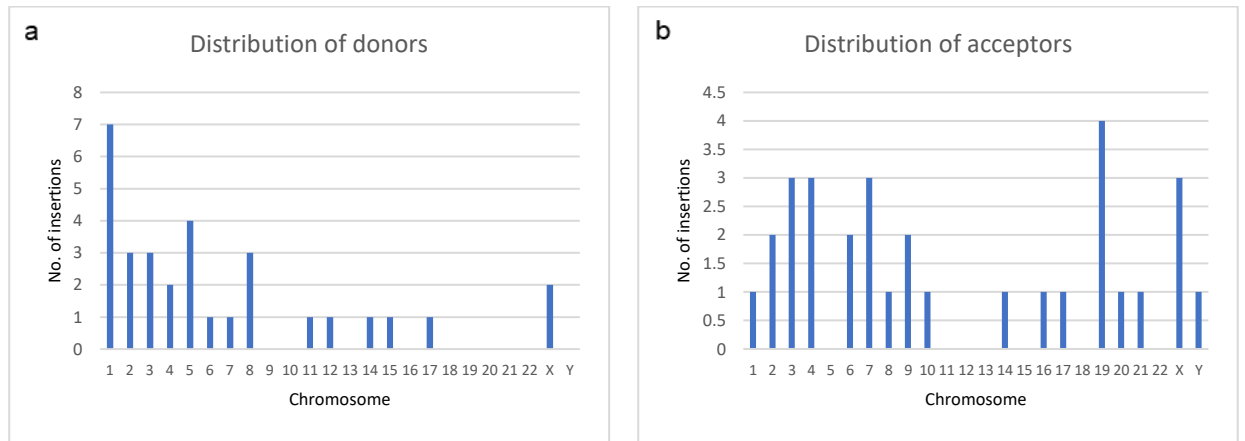 a
Distribution of donors
8
7
6
5
4
3
2
1
0
No. of insertions
1 2 3 4 5 6 7 8 9 10 11 12 13 14 15 16 17 18 19 20 21 22 X Y
Chromosome
b
Distribution of acceptors
4.5
4
3.5
3
2.5
2
1.5
1
0.5
0
No. of insertions
1 2 3 4 5 6 7 8 9 10 11 12 13 14 15 16 17 18 19 20 21 22 X Y
Chromosome